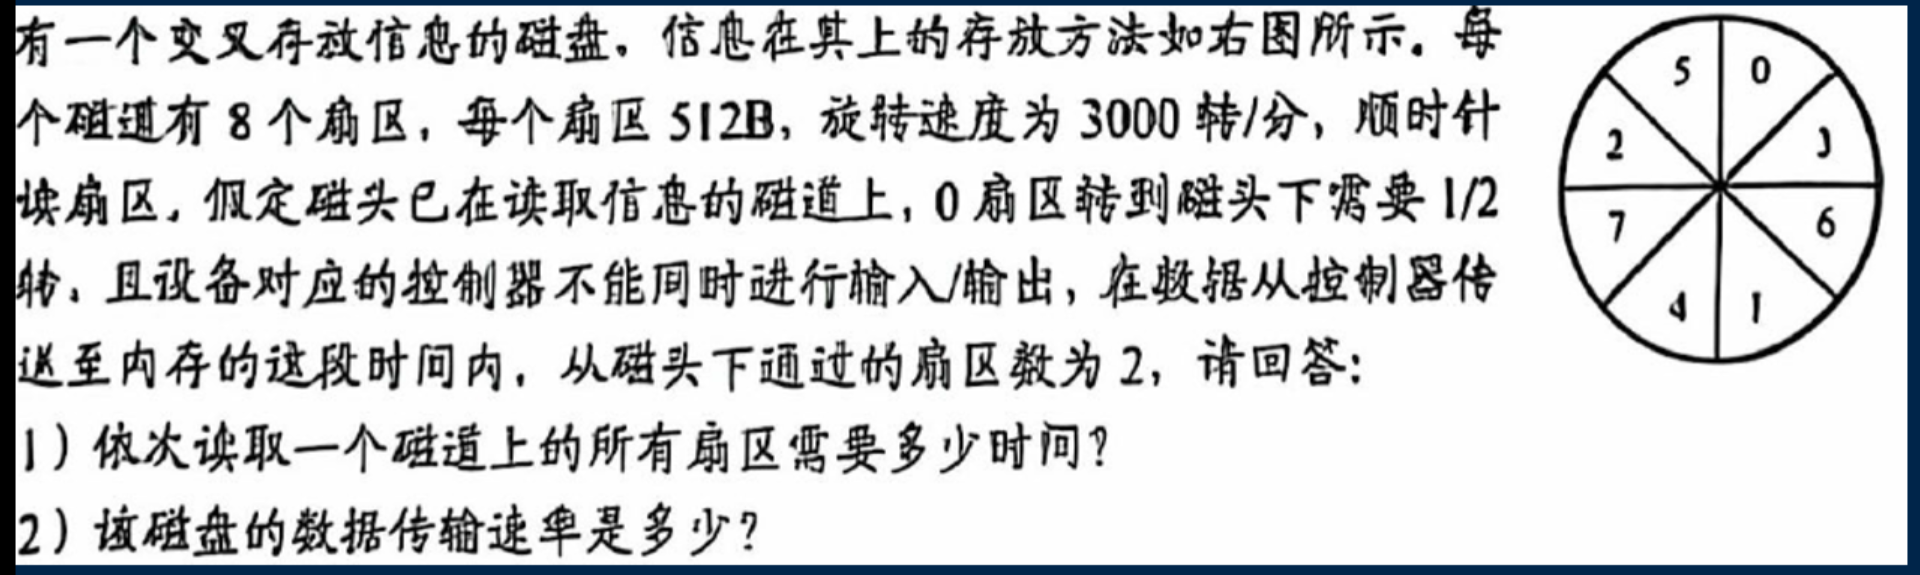 有一个交叉存放信息的磁盘，信息在其上的存放方法如右图所示。每
个磁道有 8 个扇区，每个扇区 512B，旋转速度为 3000 转/分，顺时针
读扇区。假定磁头已在读取信息的磁道上，0 扇区转到磁头下需要 1/2
转，且设备对应的控制器不能同时进行输入/输出，在数据从控制器传
送至内存的这段时间内，从磁头下通过的扇区数为 2，请回答：
1）依次读取一个磁道上的所有扇区需要多少时间？
2）该磁盘的数据传输速率是多少？
5 0
2 3
7 6
4 1